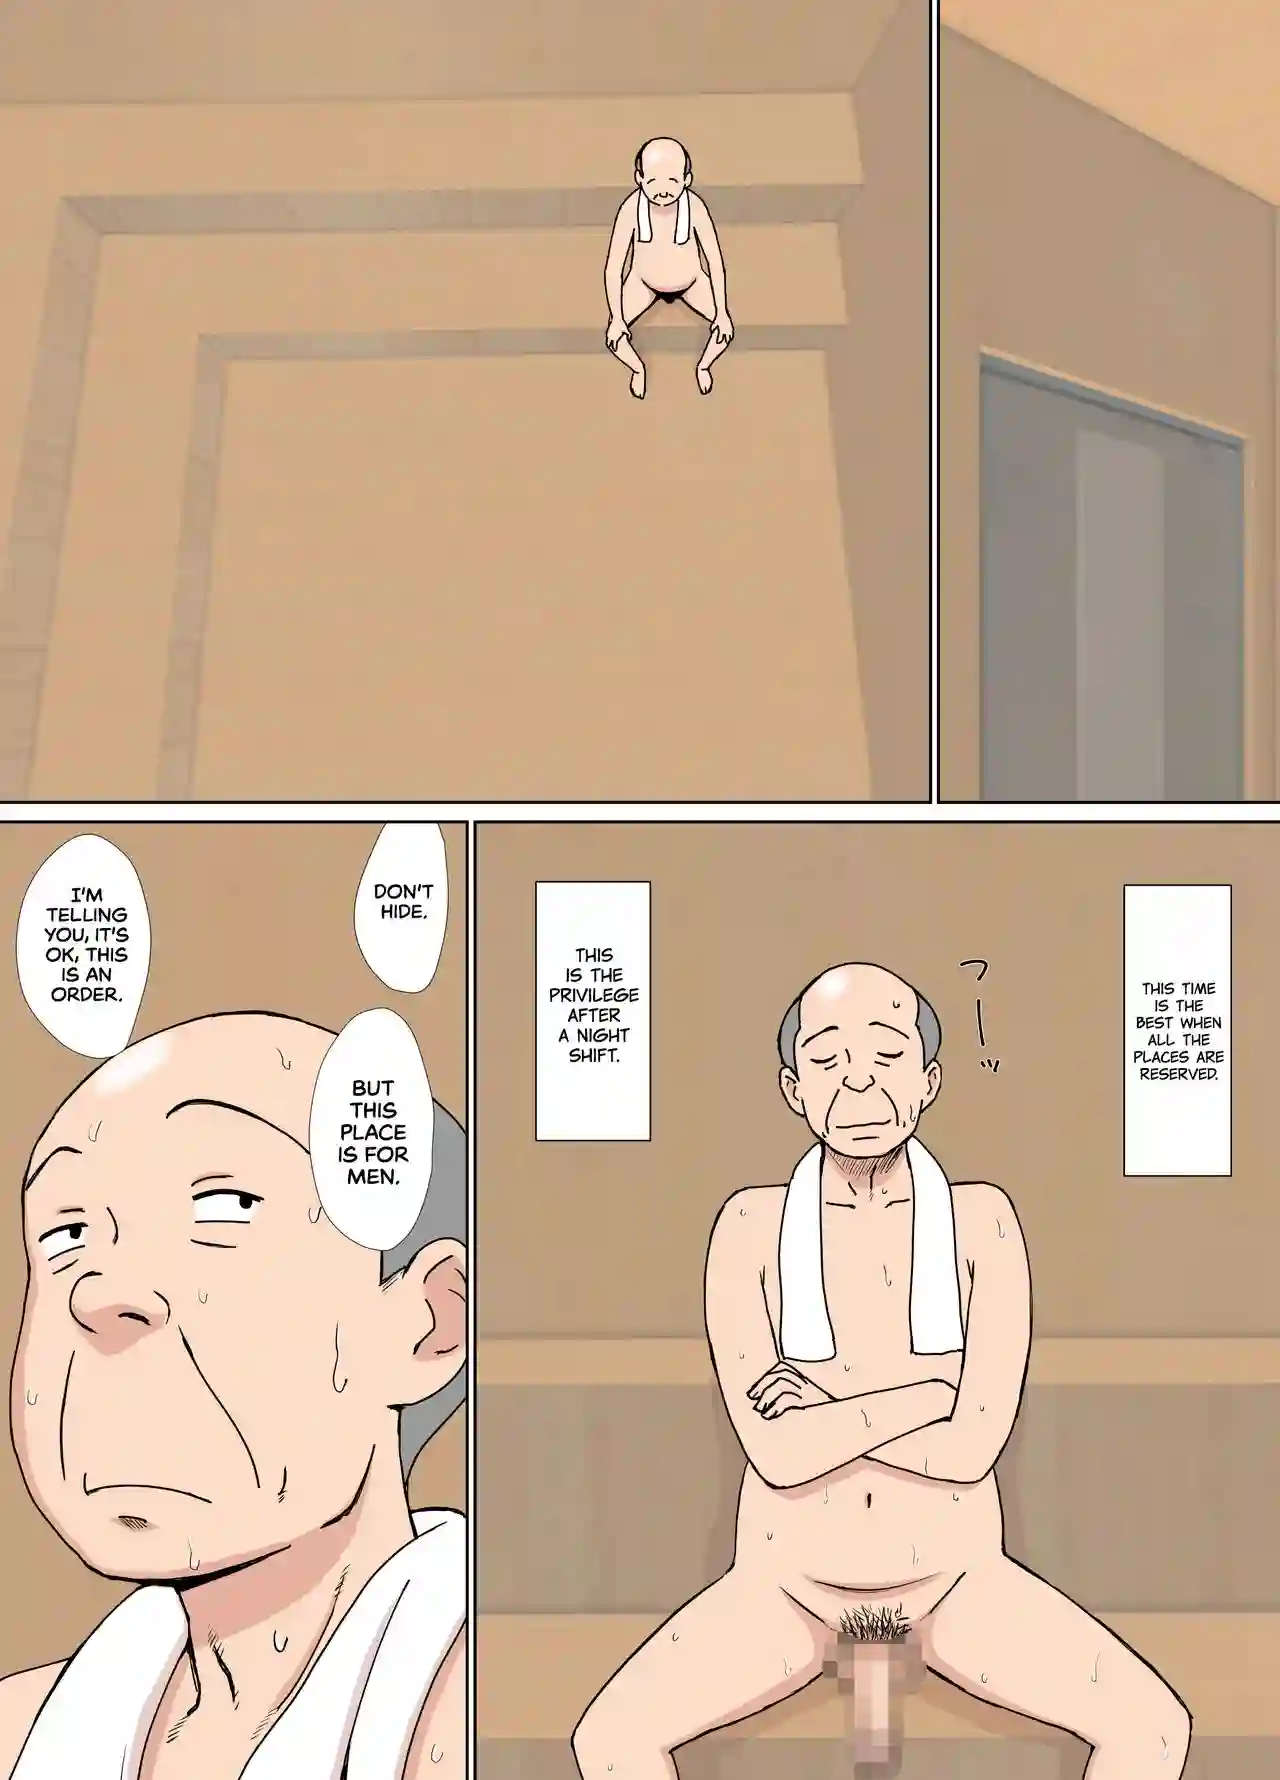 THIS TIME
IS THE
BEST WHEN
ALL THE
PLACES ARE
RESERVED.
っ
ー
ッ
THIS
IS THE
PRIVILEGE
AFTER
A NIGHT
SHIFT.
DON'T
HIDE.
BUT
THIS
PLACE
IS FOR
MEN.
I'M
TELLING
YOU, IT'S
OK, THIS
IS AN
ORDER.